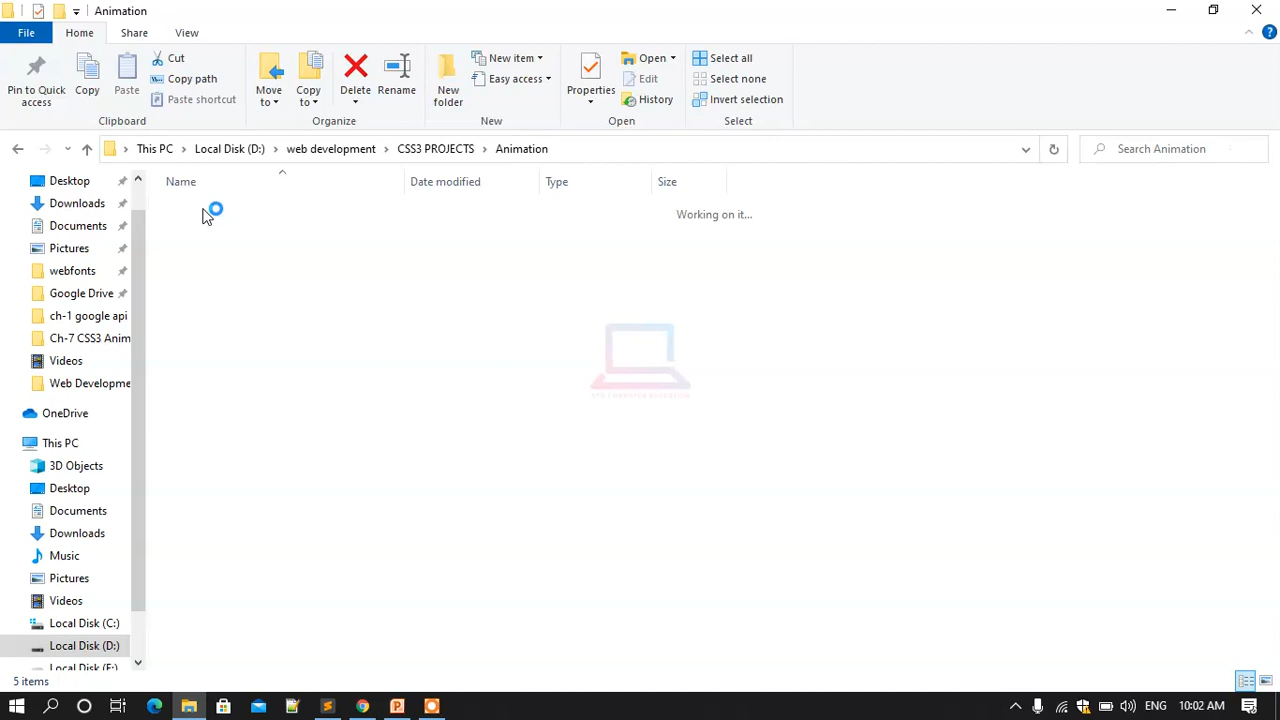 Animation
File Home Share View
Pin to Quick access
Copy
Paste
Cut
Copy path
Paste shortcut
Clipboard
Move to
Copy to
Delete
Rename
Organize
New folder
New item
Easy access
New
Properties
Open
Edit
History
Open
Select all
Select none
Invert selection
Select
This PC Local Disk (D:) web development CSS3 PROJECTS Animation
Search Animation
Name Date modified Type Size
Working on it...
Desktop
Downloads
Documents
Pictures
webfonts
Google Drive
ch-1 google api
Ch-7 CSS3 Anim
Videos
Web Developme
OneDrive
This PC
3D Objects
Desktop
Documents
Downloads
Music
Pictures
Videos
Local Disk (C:)
Local Disk (D:)
Local Disk (E:)
5 items
ENG 10:02 AM